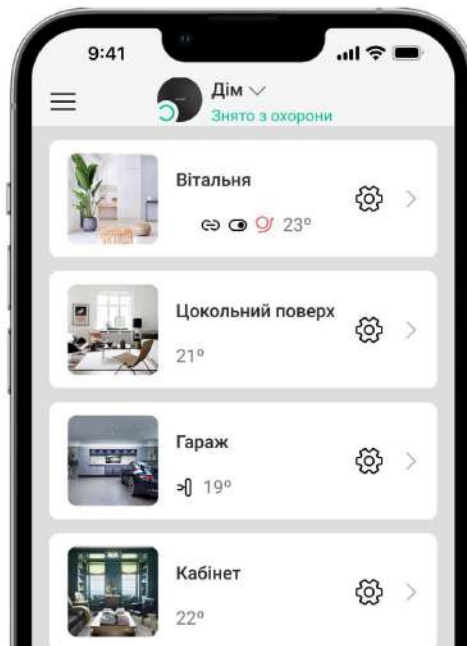 9:41
Дім
Знято з охорони
Вітальня
23°
Цокольний поверх
21°
Гараж
19°
Кабінет
22°